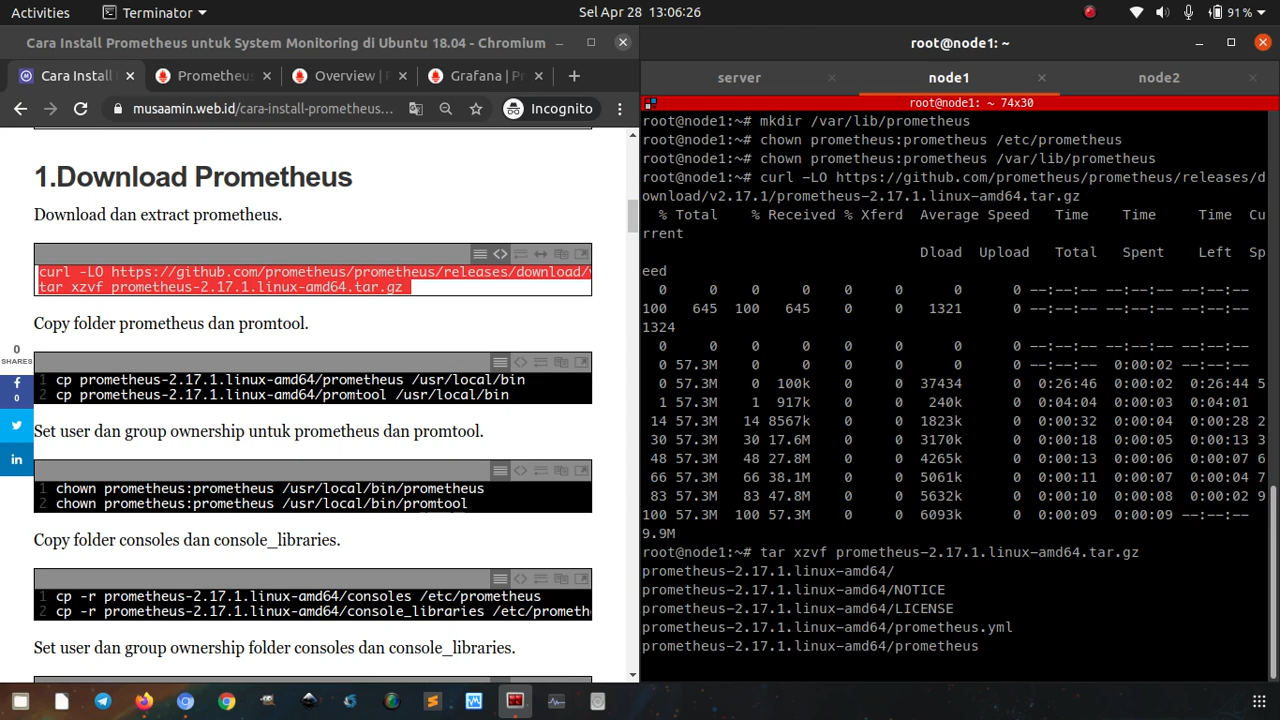 Activities
Terminator
Sel Apr 28 13:06:26
91 %
Cara Install Prometheus untuk System Monitoring di Ubuntu 18.04 - Chromium
Cara Install
Prometheus
Overview | P
Grafana | Pr
musaamin.web.id/cara-install-prometheus...
Incognito
1.Download Prometheus
Download dan extract prometheus.
curl -LO https://github.com/prometheus/prometheus/releases/download/v
tar xzvf prometheus-2.17.1.linux-amd64.tar.gz
Copy folder prometheus dan promtool.
1 cp prometheus-2.17.1.linux-amd64/prometheus /usr/local/bin
2 cp prometheus-2.17.1.linux-amd64/promtool /usr/local/bin
Set user dan group ownership untuk prometheus dan promtool.
1 chown prometheus:prometheus /usr/local/bin/prometheus
2 chown prometheus:prometheus /usr/local/bin/promtool
Copy folder consoles dan console_libraries.
1 cp -r prometheus-2.17.1.linux-amd64/consoles /etc/prometheus
2 cp -r prometheus-2.17.1.linux-amd64/console_libraries /etc/prometh
Set user dan group ownership folder consoles dan console_libraries.
0
SHARES
0
root@node1: ~
server
node1
node2
root@node1: ~ 74x30
root@node1:~# mkdir /var/lib/prometheus
root@node1:~# chown prometheus:prometheus /etc/prometheus
root@node1:~# chown prometheus:prometheus /var/lib/prometheus
root@node1:~# curl -LO https://github.com/prometheus/prometheus/releases/d
ownload/v2.17.1/prometheus-2.17.1.linux-amd64.tar.gz
% Total % Received % Xferd Average Speed Time Time Time Cu
rrent
Dload Upload Total Spent Left Sp
eed
0 0 0 0 0 0 0 0 --:--:-- --:--:-- --:--:--
100 645 100 645 0 0 1321 0 --:--:-- --:--:-- --:--:--
1324
0 0 0 0 0 0 0 0 --:--:-- --:--:-- --:--:--
0 57.3M 0 0 0 0 0 0 --:--:-- 0:00:02 --:--:--
0 57.3M 0 100k 0 0 37434 0 0:26:46 0:00:02 0:26:44 5
1 57.3M 1 917k 0 0 240k 0 0:04:04 0:00:03 0:04:01
14 57.3M 14 8567k 0 0 1823k 0 0:00:32 0:00:04 0:00:28 2
30 57.3M 30 17.6M 0 0 3170k 0 0:00:18 0:00:05 0:00:13 3
48 57.3M 48 27.8M 0 0 4265k 0 0:00:13 0:00:06 0:00:07 6
66 57.3M 66 38.1M 0 0 5061k 0 0:00:11 0:00:07 0:00:04 7
83 57.3M 83 47.8M 0 0 5632k 0 0:00:10 0:00:08 0:00:02 9
100 57.3M 100 57.3M 0 0 6093k 0 0:00:09 0:00:09 --:--:--
9.9M
root@node1:~# tar xzvf prometheus-2.17.1.linux-amd64.tar.gz
prometheus-2.17.1.linux-amd64/
prometheus-2.17.1.linux-amd64/NOTICE
prometheus-2.17.1.linux-amd64/LICENSE
prometheus-2.17.1.linux-amd64/prometheus.yml
prometheus-2.17.1.linux-amd64/prometheus